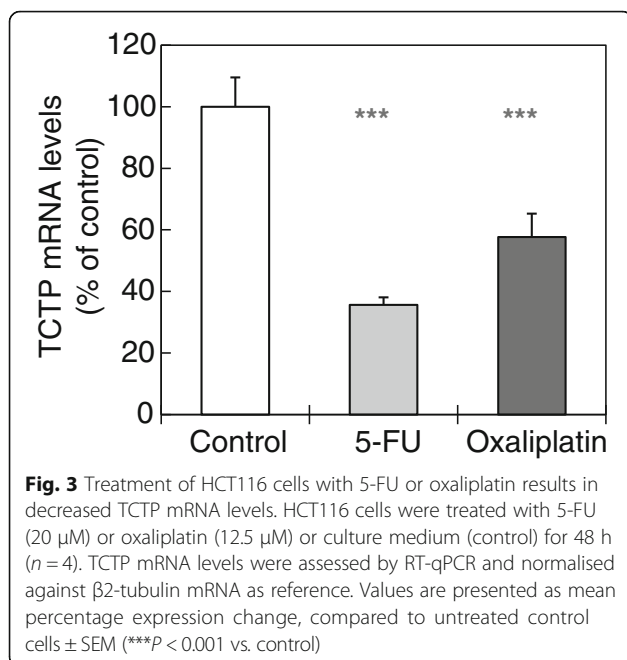 120
100
80
60
40
20
0
TCTP mRNA levels
(% of control)
***
***
Control 5-FU Oxaliplatin
Fig. 3 Treatment of HCT116 cells with 5-FU or oxaliplatin results in
decreased TCTP mRNA levels. HCT116 cells were treated with 5-FU
(20 μM) or oxaliplatin (12.5 μM) or culture medium (control) for 48 h
(n = 4). TCTP mRNA levels were assessed by RT-qPCR and normalised
against β2-tubulin mRNA as reference. Values are presented as mean
percentage expression change, compared to untreated control
cells ± SEM (***P < 0.001 vs. control)